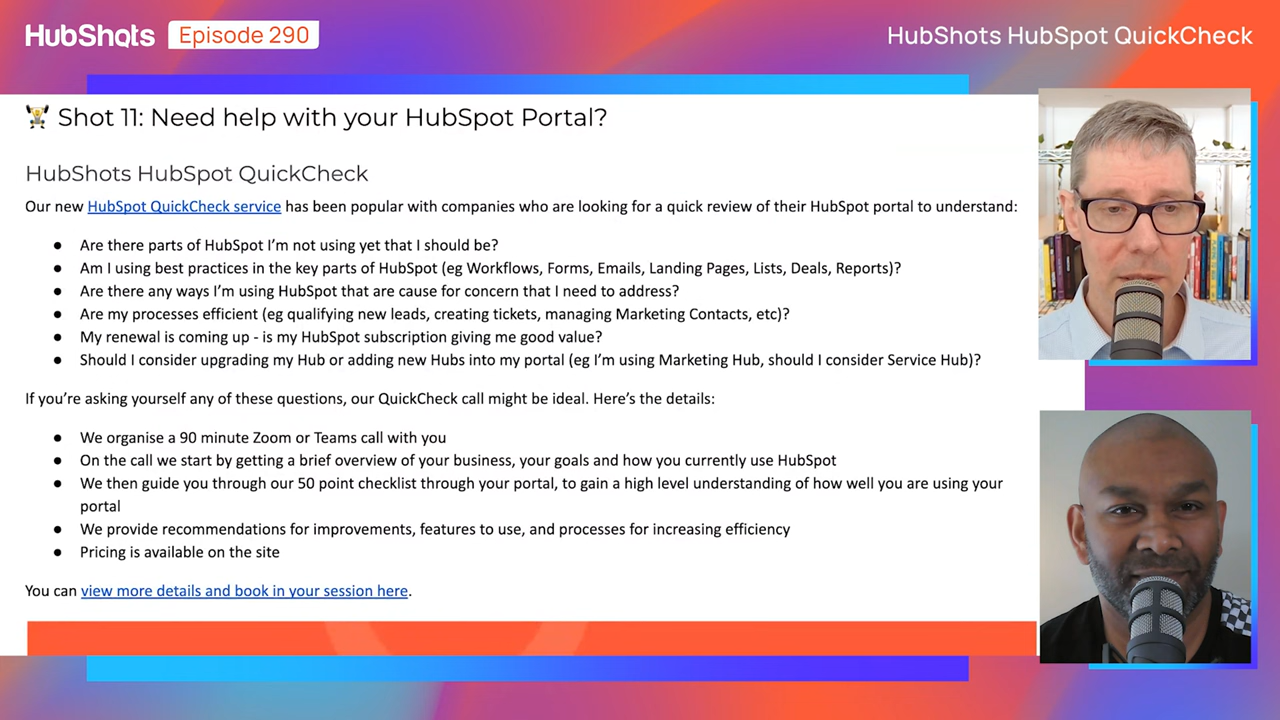 HubShots Episode 290
HubShots HubSpot QuickCheck
Shot 11: Need help with your HubSpot Portal?
HubShots HubSpot QuickCheck
Our new HubSpot QuickCheck service has been popular with companies who are looking for a quick review of their HubSpot portal to understand:
● Are there parts of HubSpot I'm not using yet that I should be?
● Am I using best practices in the key parts of HubSpot (eg Workflows, Forms, Emails, Landing Pages, Lists, Deals, Reports)?
● Are there any ways I'm using HubSpot that are cause for concern that I need to address?
● Are my processes efficient (eg qualifying new leads, creating tickets, managing Marketing Contacts, etc)?
● My renewal is coming up - is my HubSpot subscription giving me good value?
● Should I consider upgrading my Hub or adding new Hubs into my portal (eg I'm using Marketing Hub, should I consider Service Hub)?
If you're asking yourself any of these questions, our QuickCheck call might be ideal. Here's the details:
● We organise a 90 minute Zoom or Teams call with you
● On the call we start by getting a brief overview of your business, your goals and how you currently use HubSpot
● We then guide you through our 50 point checklist through your portal, to gain a high level understanding of how well you are using your
portal
● We provide recommendations for improvements, features to use, and processes for increasing efficiency
● Pricing is available on the site
You can view more details and book in your session here.